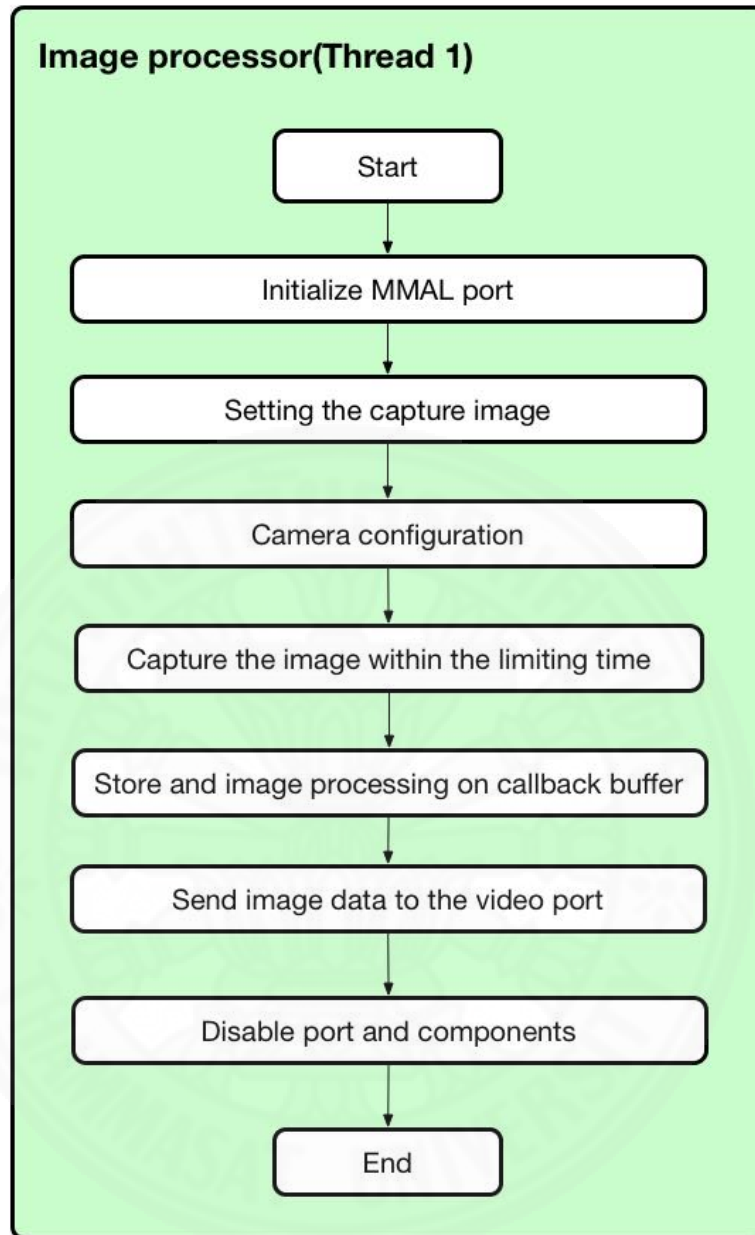 Image processor(Thread 1)
Start
Initialize MMAL port
Setting the capture image
Camera configuration
Capture the image within the limiting time
Store and image processing on callback buffer
Send image data to the video port
Disable port and components
End
THAMMASAT UNIVERSITY